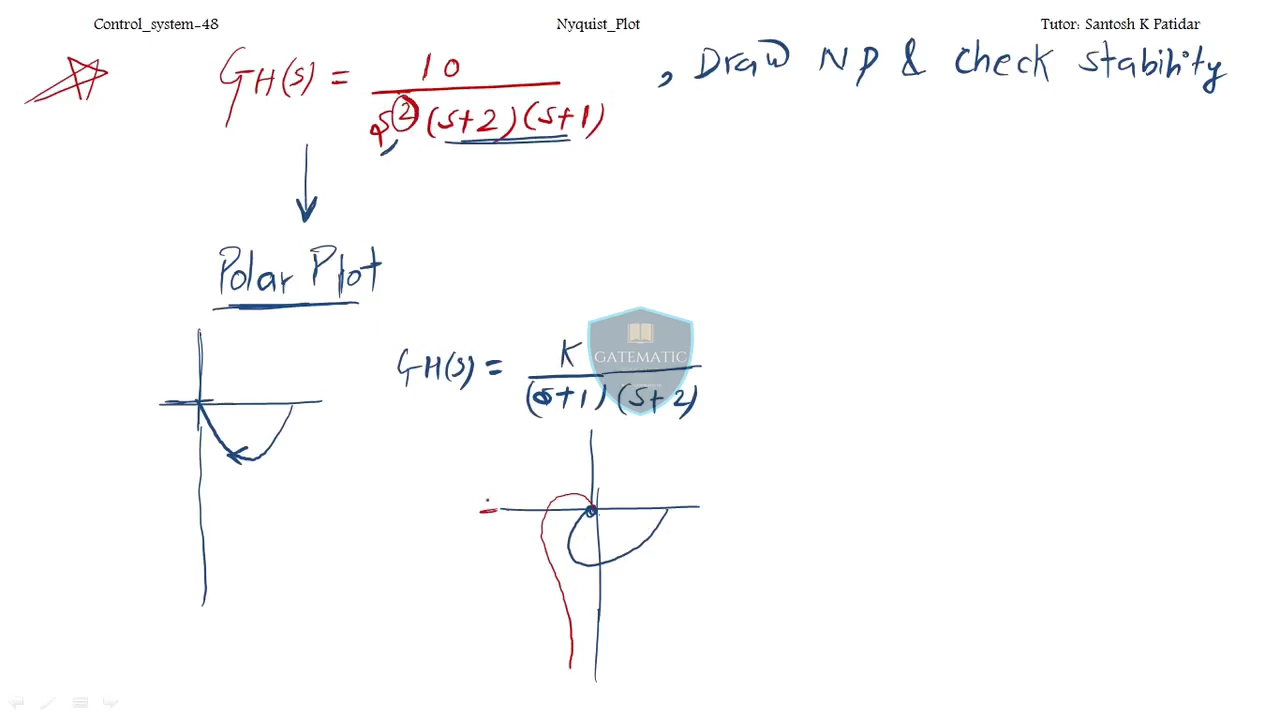 Control_system-48 Nyquist_Plot Tutor: Santosh K Patidar
GH(s) = 10 / s² (s+2)(s+1) , Draw NP & Check stability
Polar Plot
GH(s) = K / (s+1)(s+2)
GATEMATIC